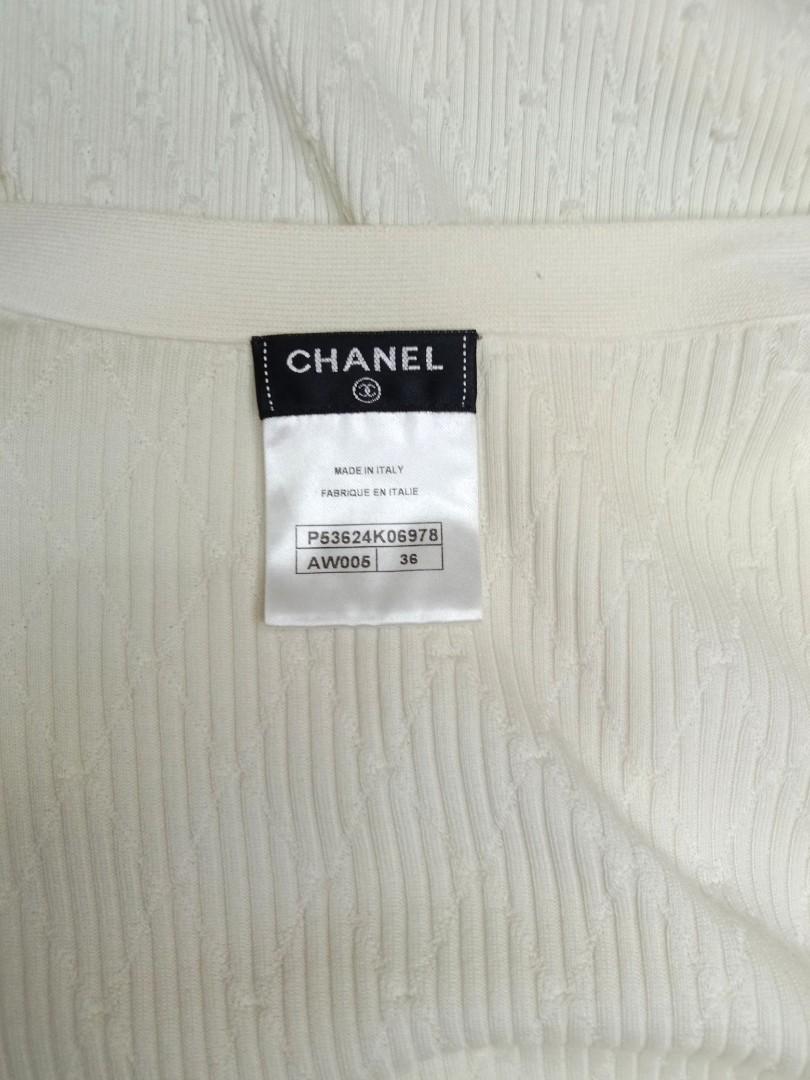 CHANEL
MADE IN ITALY
FABRIQUE EN ITALIE
P53624K06978
AW005 36